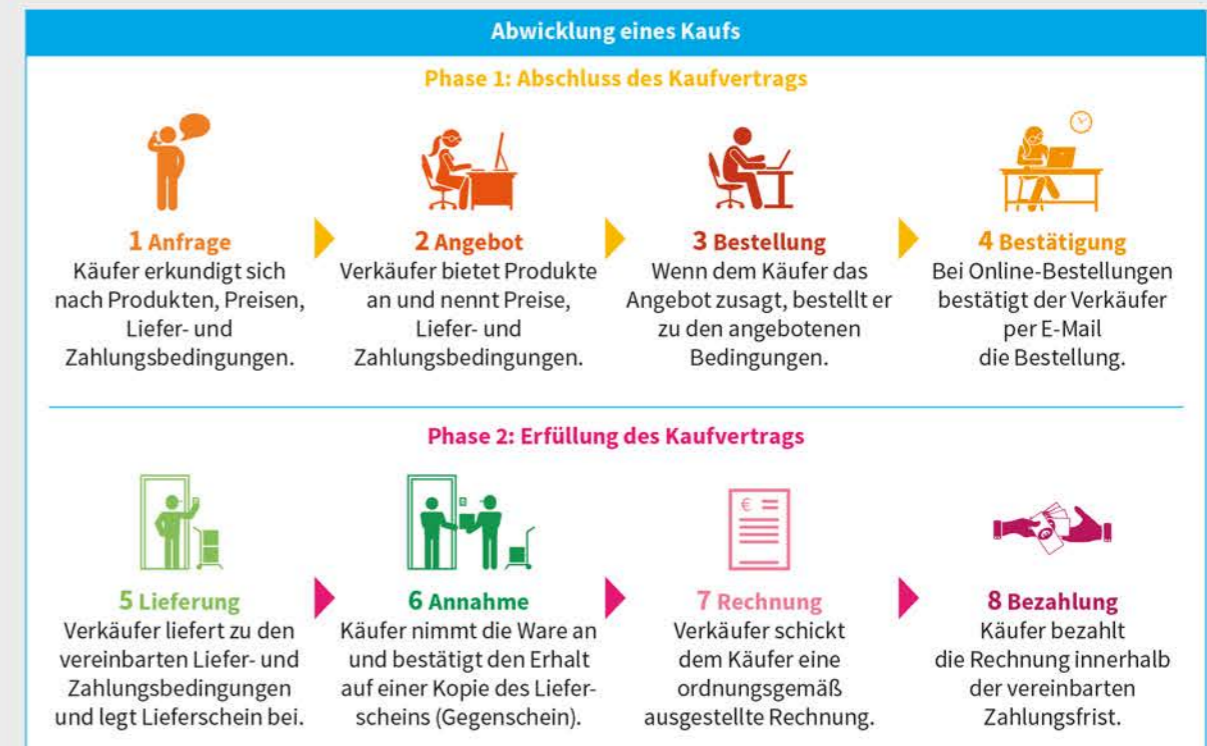 Abwicklung eines Kaufs
Phase 1: Abschluss des Kaufvertrags
1 Anfrage
Käufer erkundigt sich
nach Produkten, Preisen,
Liefer- und
Zahlungsbedingungen.
2 Angebot
Verkäufer bietet Produkte
an und nennt Preise,
Liefer- und
Zahlungsbedingungen.
3 Bestellung
Wenn dem Käufer das
Angebot zusagt, bestellt er
zu den angebotenen
Bedingungen.
4 Bestätigung
Bei Online-Bestellungen
bestätigt der Verkäufer
per E-Mail
die Bestellung.
Phase 2: Erfüllung des Kaufvertrags
5 Lieferung
Verkäufer liefert zu den
vereinbarten Liefer- und
Zahlungsbedingungen
und legt Lieferschein bei.
6 Annahme
Käufer nimmt die Ware an
und bestätigt den Erhalt
auf einer Kopie des Liefer-
scheins (Gegenschein).
€
7 Rechnung
Verkäufer schickt
dem Käufer eine
ordnungsgemäß
ausgestellte Rechnung.
8 Bezahlung
Käufer bezahlt
die Rechnung innerhalb
der vereinbarten
Zahlungsfrist.